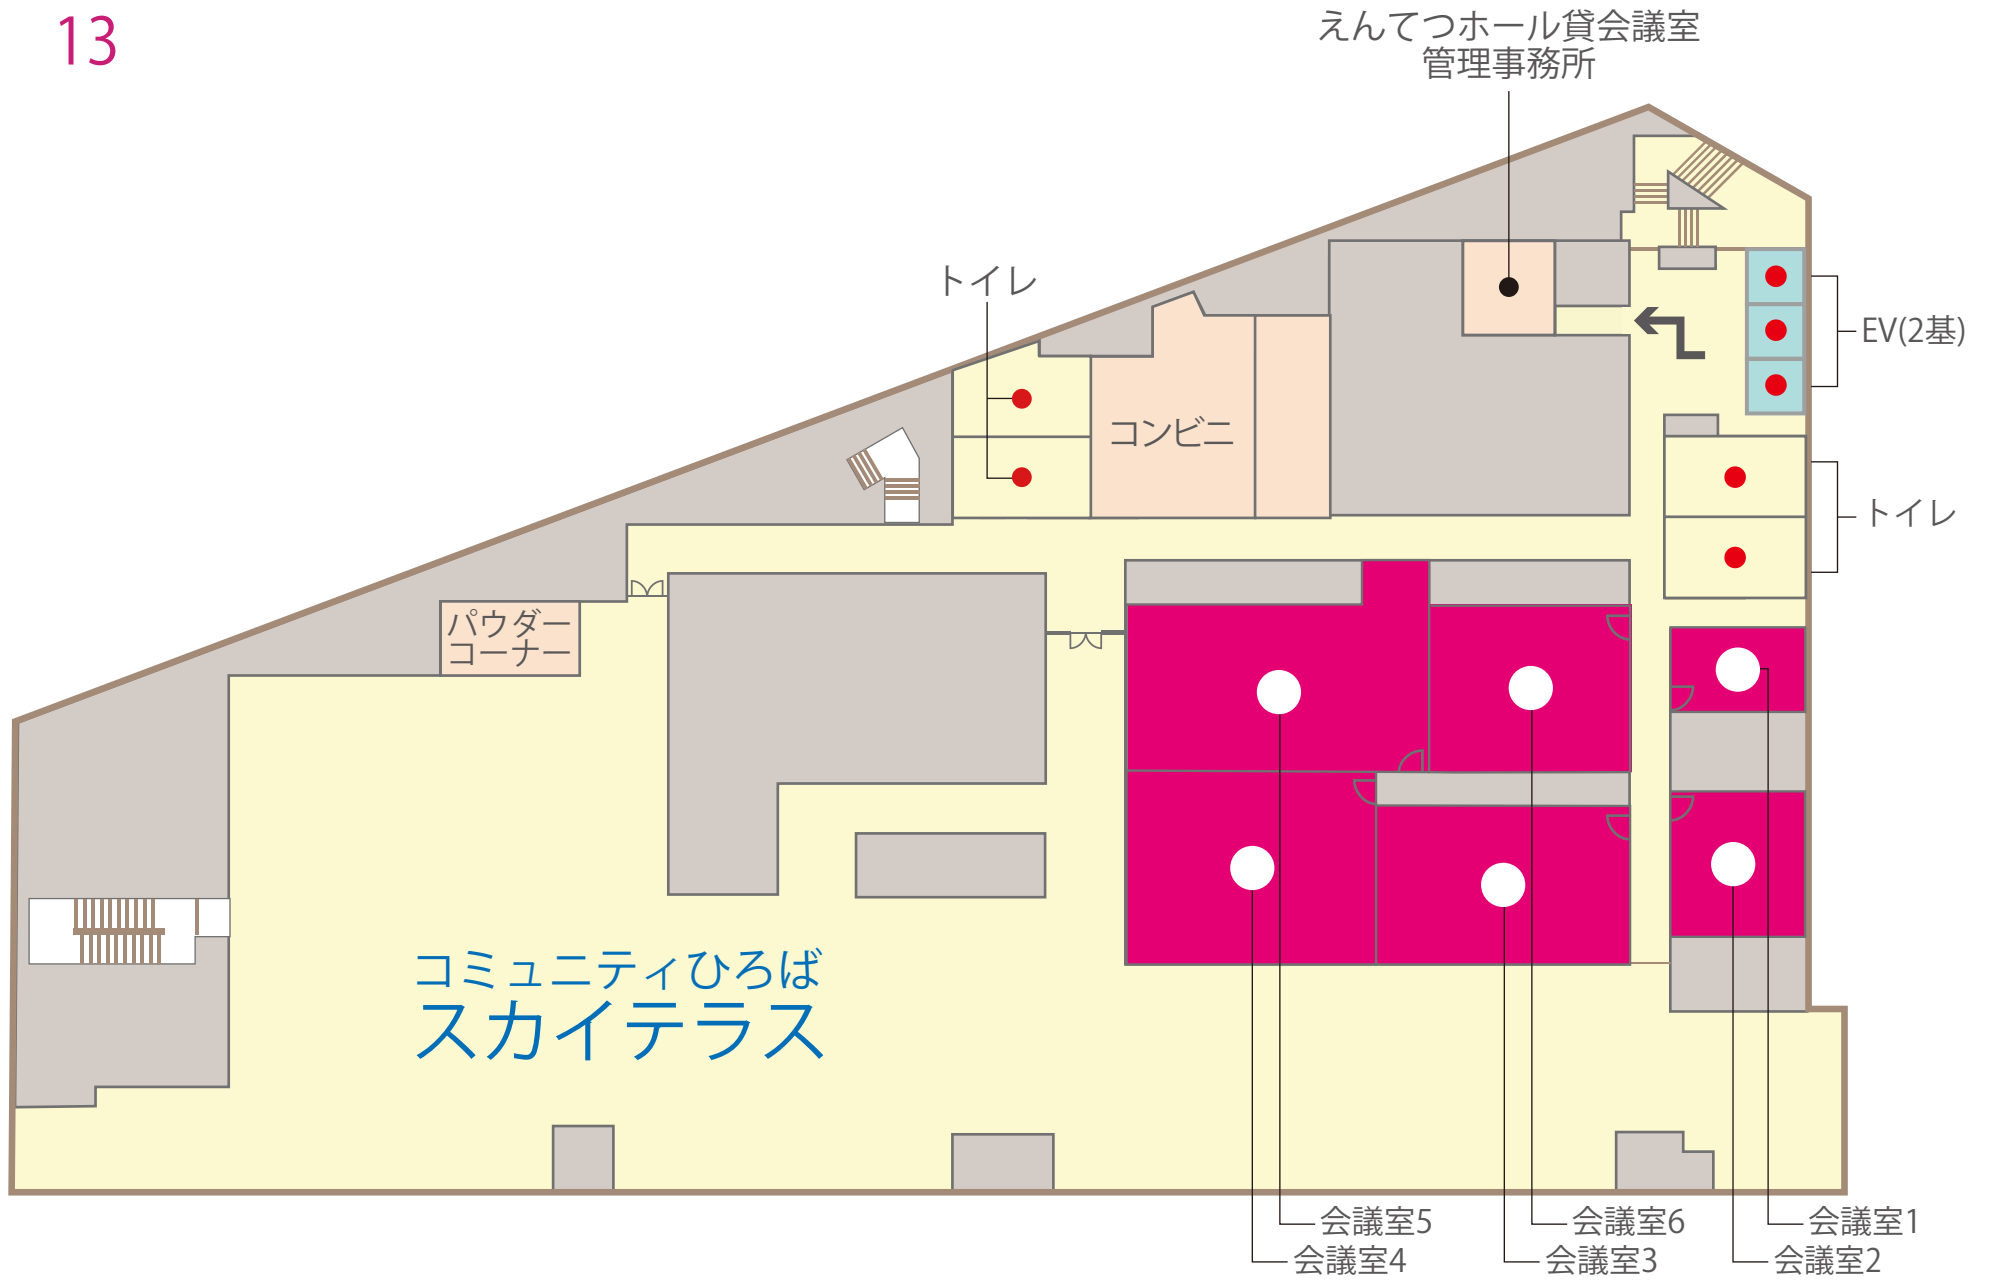 13
えんてつホール貸会議室
管理事務所
トイレ
EV(2基)
コンビニ
トイレ
パウダー
コーナー
コミュニティひろば
スカイテラス
会議室5
会議室6
会議室1
会議室4
会議室3
会議室2